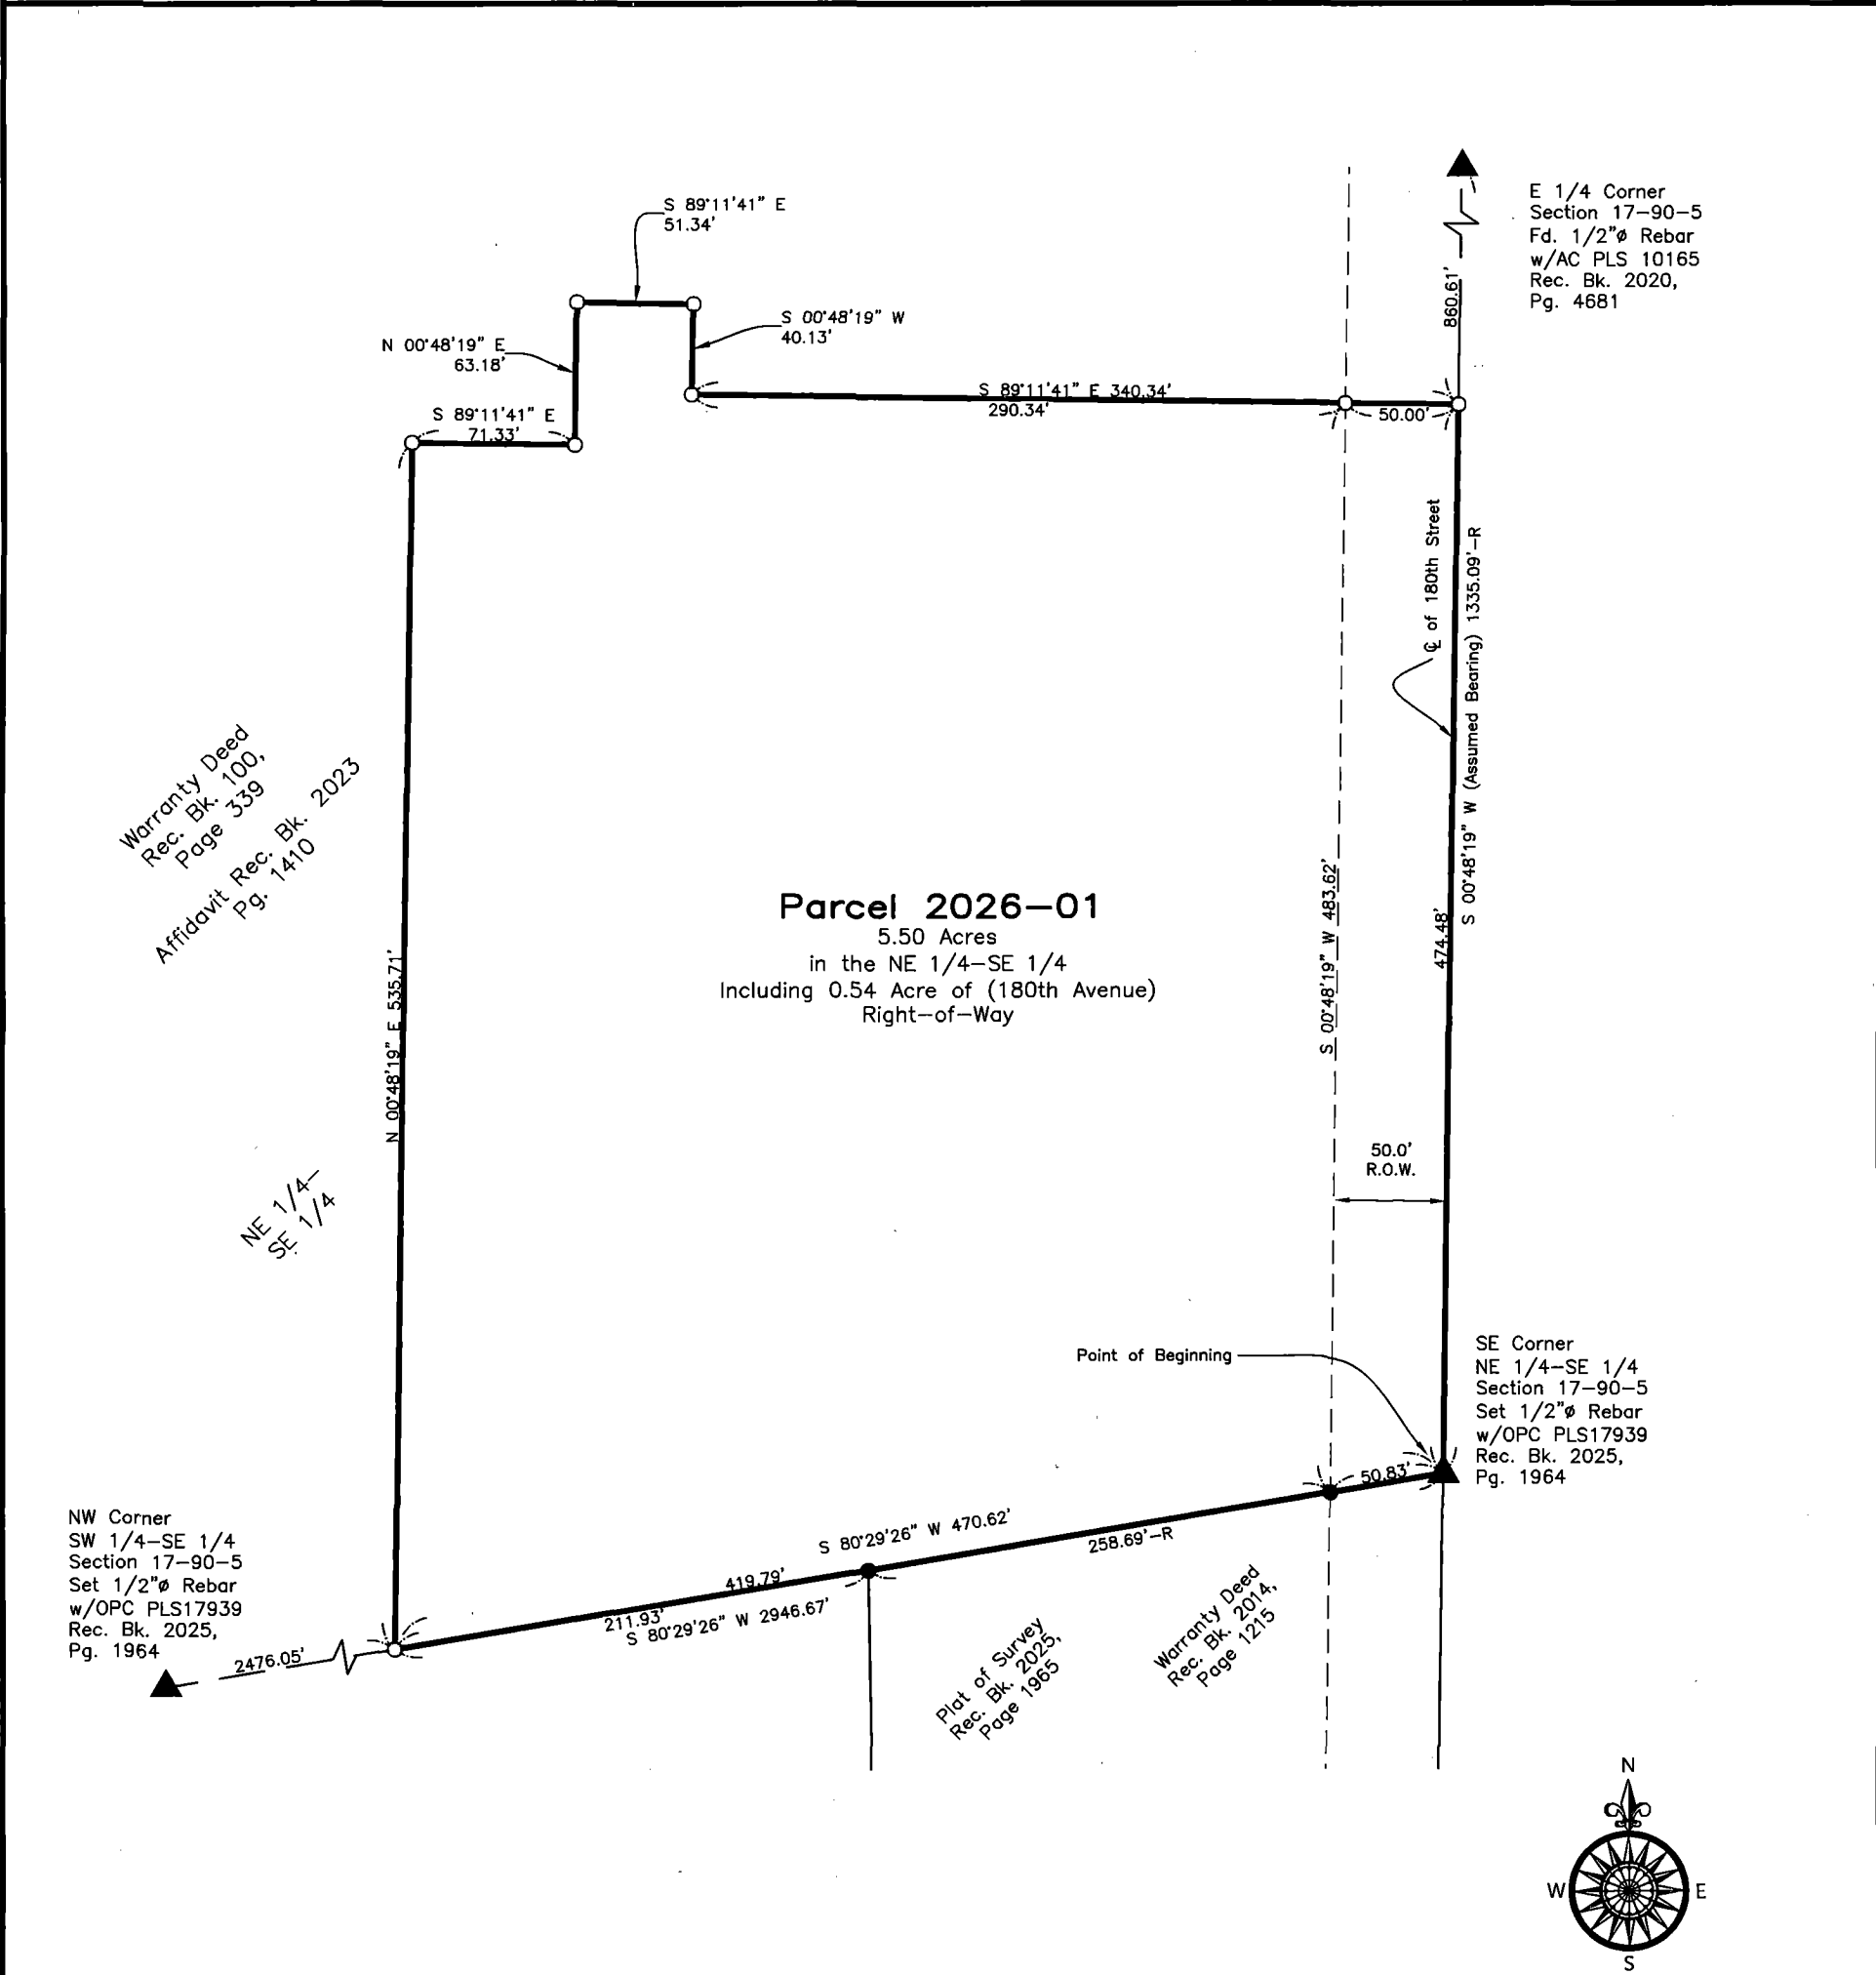 S 89°11'41" E
51.34'
E 1/4 Corner
Section 17-90-5
Fd. 1/2"ø Rebar
w/AC PLS 10165
Rec. Bk. 2020,
Pg. 4681
860.61'
S 00°48'19" W
40.13'
N 00°48'19" E
63.18'
S 89°11'41" E 340.34'
290.34'
50.00'
S 89°11'41" E
71.33'
℄ of 180th Street
S 00°48'19" W (Assumed Bearing) 1335.09'-R
474.48'
S 00°48'19" W 483.62'
Warranty Deed
Rec. Bk. 100,
Page 339
Affidavit Rec. Bk. 2023
Pg. 1410
N 00°48'19" E 535.71'
Parcel 2026-01
5.50 Acres
in the NE 1/4-SE 1/4
Including 0.54 Acre of (180th Avenue)
Right-of-Way
50.0'
R.O.W.
NE 1/4-
SE 1/4
Point of Beginning
SE Corner
NE 1/4-SE 1/4
Section 17-90-5
Set 1/2"ø Rebar
w/OPC PLS17939
Rec. Bk. 2025,
Pg. 1964
50.83'
S 80°29'26" W 470.62'
258.69'-R
419.79'
211.93'
S 80°29'26" W 2946.67'
NW Corner
SW 1/4-SE 1/4
Section 17-90-5
Set 1/2"ø Rebar
w/OPC PLS17939
Rec. Bk. 2025,
Pg. 1964
2476.05'
Plat of Survey
Rec. Bk. 2025,
Page 1965
Warranty Deed
Rec. Bk. 2014,
Page 1215
N
W
E
S